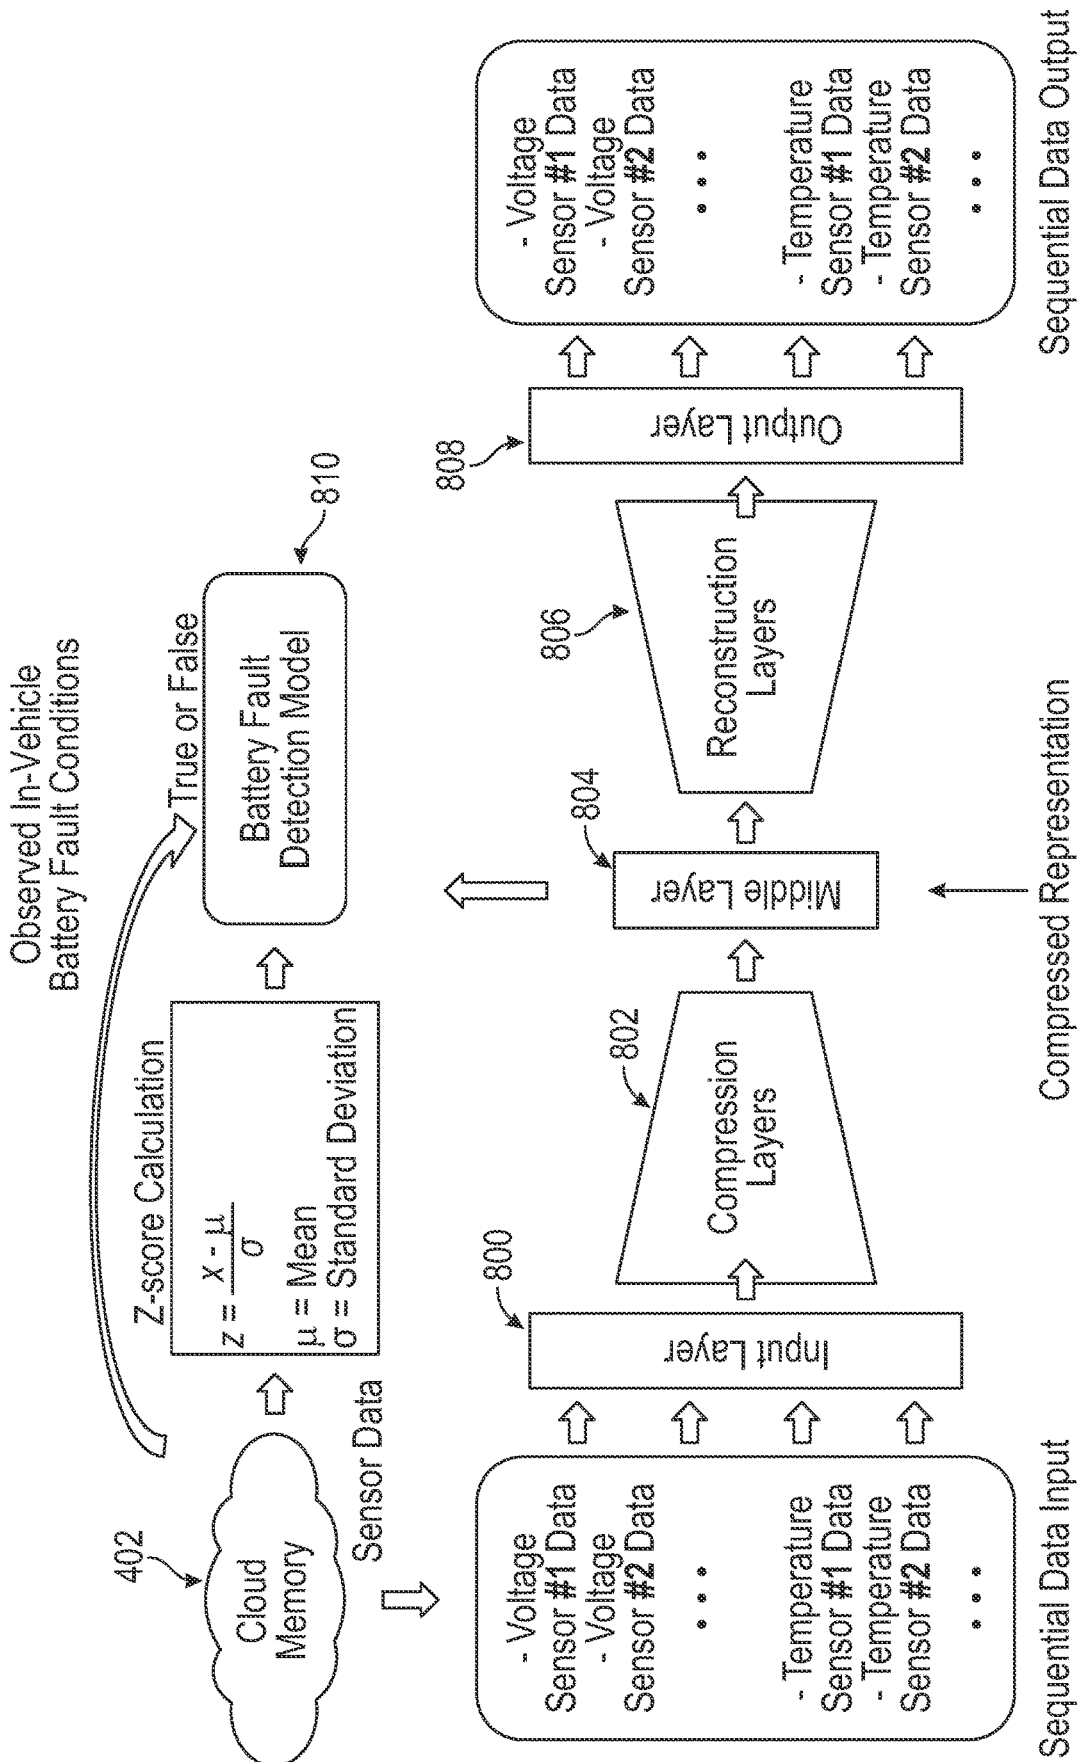 Observed In-Vehicle
Battery Fault Conditions
True or False
810
Battery Fault
Detection Model
Z-score Calculation
z = x - μ
σ
μ = Mean
σ = Standard Deviation
402
Cloud
Memory
Sensor Data
- Voltage
Sensor #1 Data
- Voltage
Sensor #2 Data
• • •
- Temperature
Sensor #1 Data
- Temperature
Sensor #2 Data
• • •
Sequential Data Input
800
Input Layer
802
Compression
Layers
804
Middle Layer
Compressed Representation
806
Reconstruction
Layers
808
Output Layer
- Voltage
Sensor #1 Data
- Voltage
Sensor #2 Data
• • •
- Temperature
Sensor #1 Data
- Temperature
Sensor #2 Data
• • •
Sequential Data Output